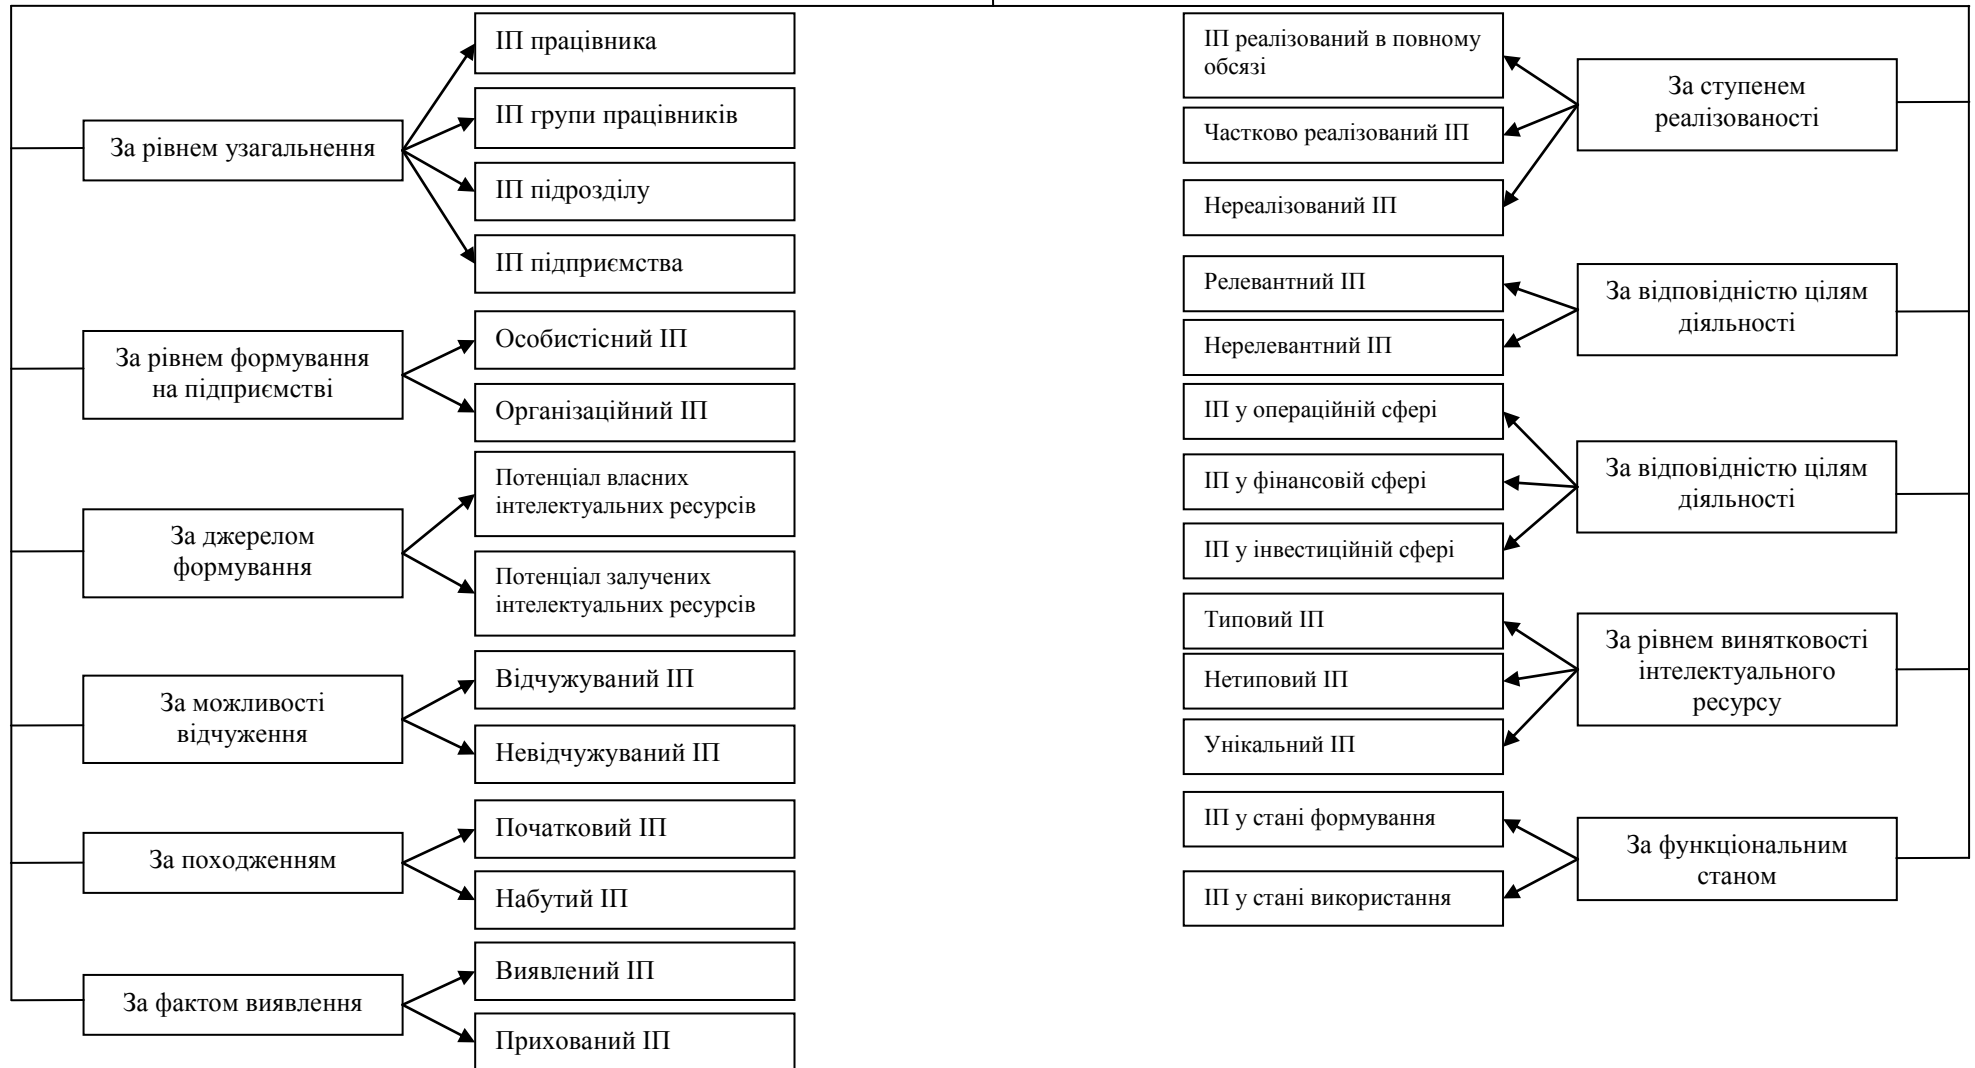 За рівнем узагальнення
ІП працівника
ІП групи працівників
ІП підрозділу
ІП підприємства
За рівнем формування
на підприємстві
Особистісний ІП
Організаційний ІП
За джерелом
формування
Потенціал власних
інтелектуальних ресурсів
Потенціал залучених
інтелектуальних ресурсів
За можливості
відчуження
Відчужуваний ІП
Невідчужуваний ІП
За походженням
Початковий ІП
Набутий ІП
За фактом виявлення
Виявлений ІП
Прихований ІП
За ступенем
реалізованості
ІП реалізований в повному
обсязі
Частково реалізований ІП
Нереалізований ІП
За відповідністю цілям
діяльності
Релевантний ІП
Нерелевантний ІП
За відповідністю цілям
діяльності
ІП у операційній сфері
ІП у фінансовій сфері
ІП у інвестиційній сфері
За рівнем винятковості
інтелектуального
ресурсу
Типовий ІП
Нетиповий ІП
Унікальний ІП
За функціональним
станом
ІП у стані формування
ІП у стані використання